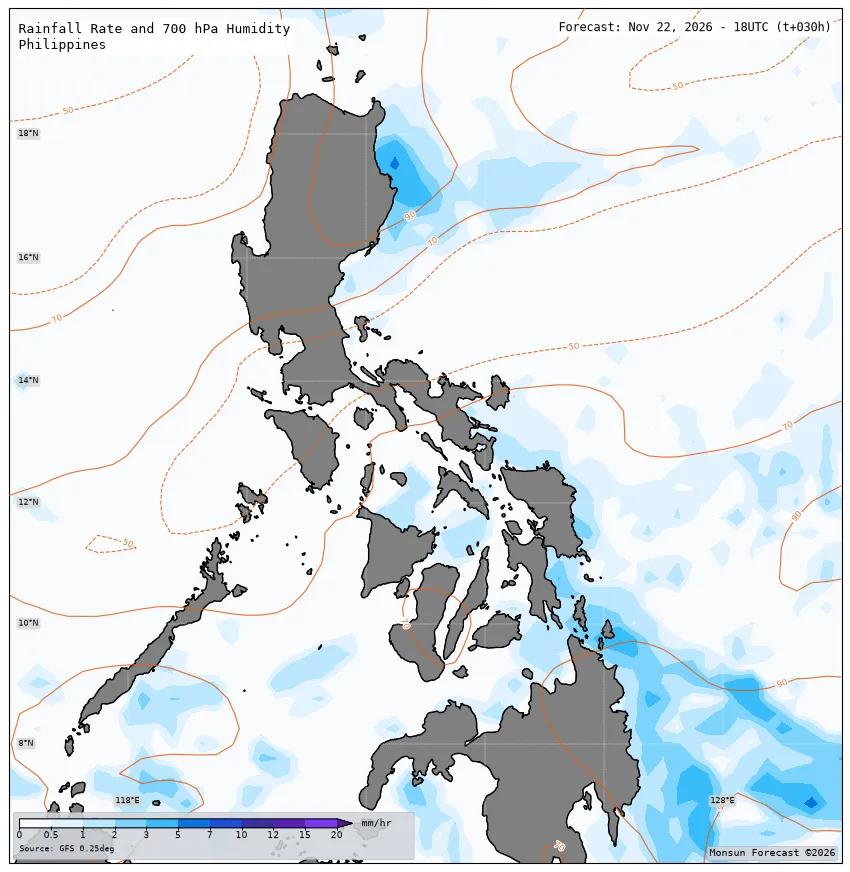 Rainfall Rate and 700 hPa Humidity
Philippines
Forecast: Nov 22, 2026 - 18UTC (t+030h)
50
50
18°N
90
70
16°N
70
50
14°N
70
12°N
90
50
10°N
70
90
8°N
118°E
128°E
70
0 0.5 1 2 3 5 7 10 12 15 20 mm/hr
Source: GFS 0.25deg
Monsun Forecast ©2026